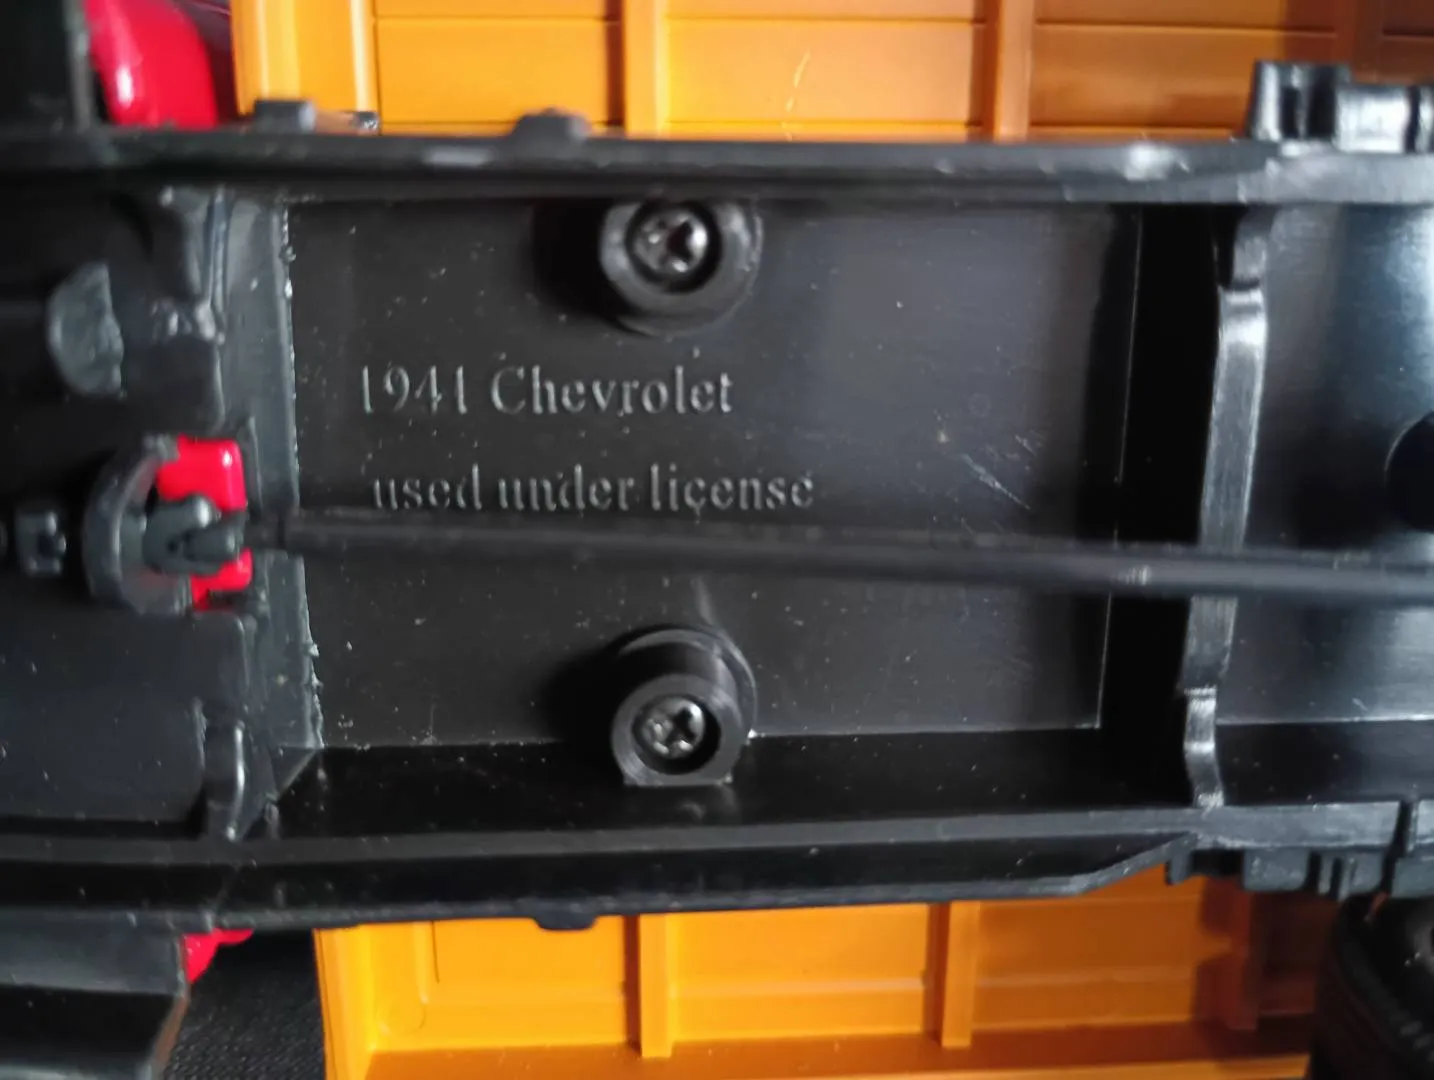 1941 Chevrolet
used under license